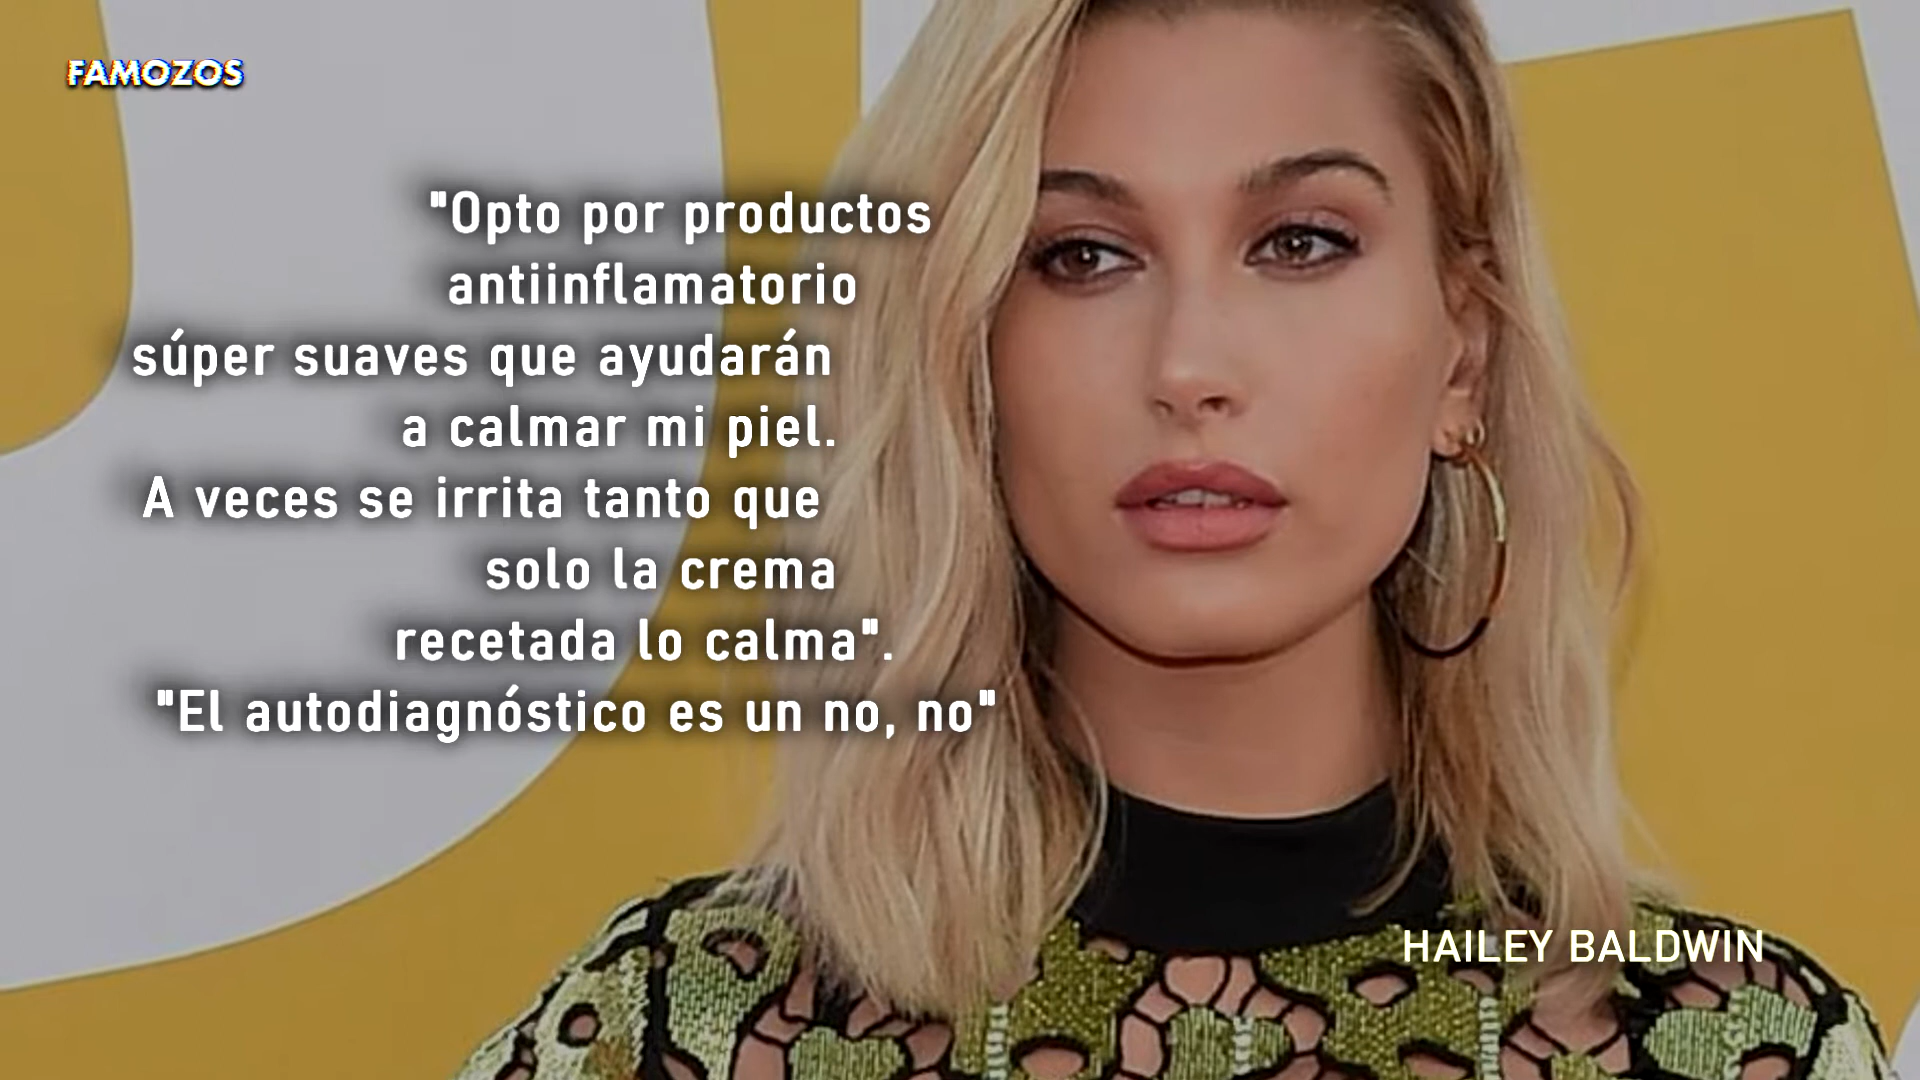 FAMOZOS
"Opto por productos
antiinflamatorio
súper suaves que ayudarán
a calmar mi piel.
A veces se irrita tanto que
solo la crema
recetada lo calma".
"El autodiagnóstico es un no, no"
HAILEY BALDWIN